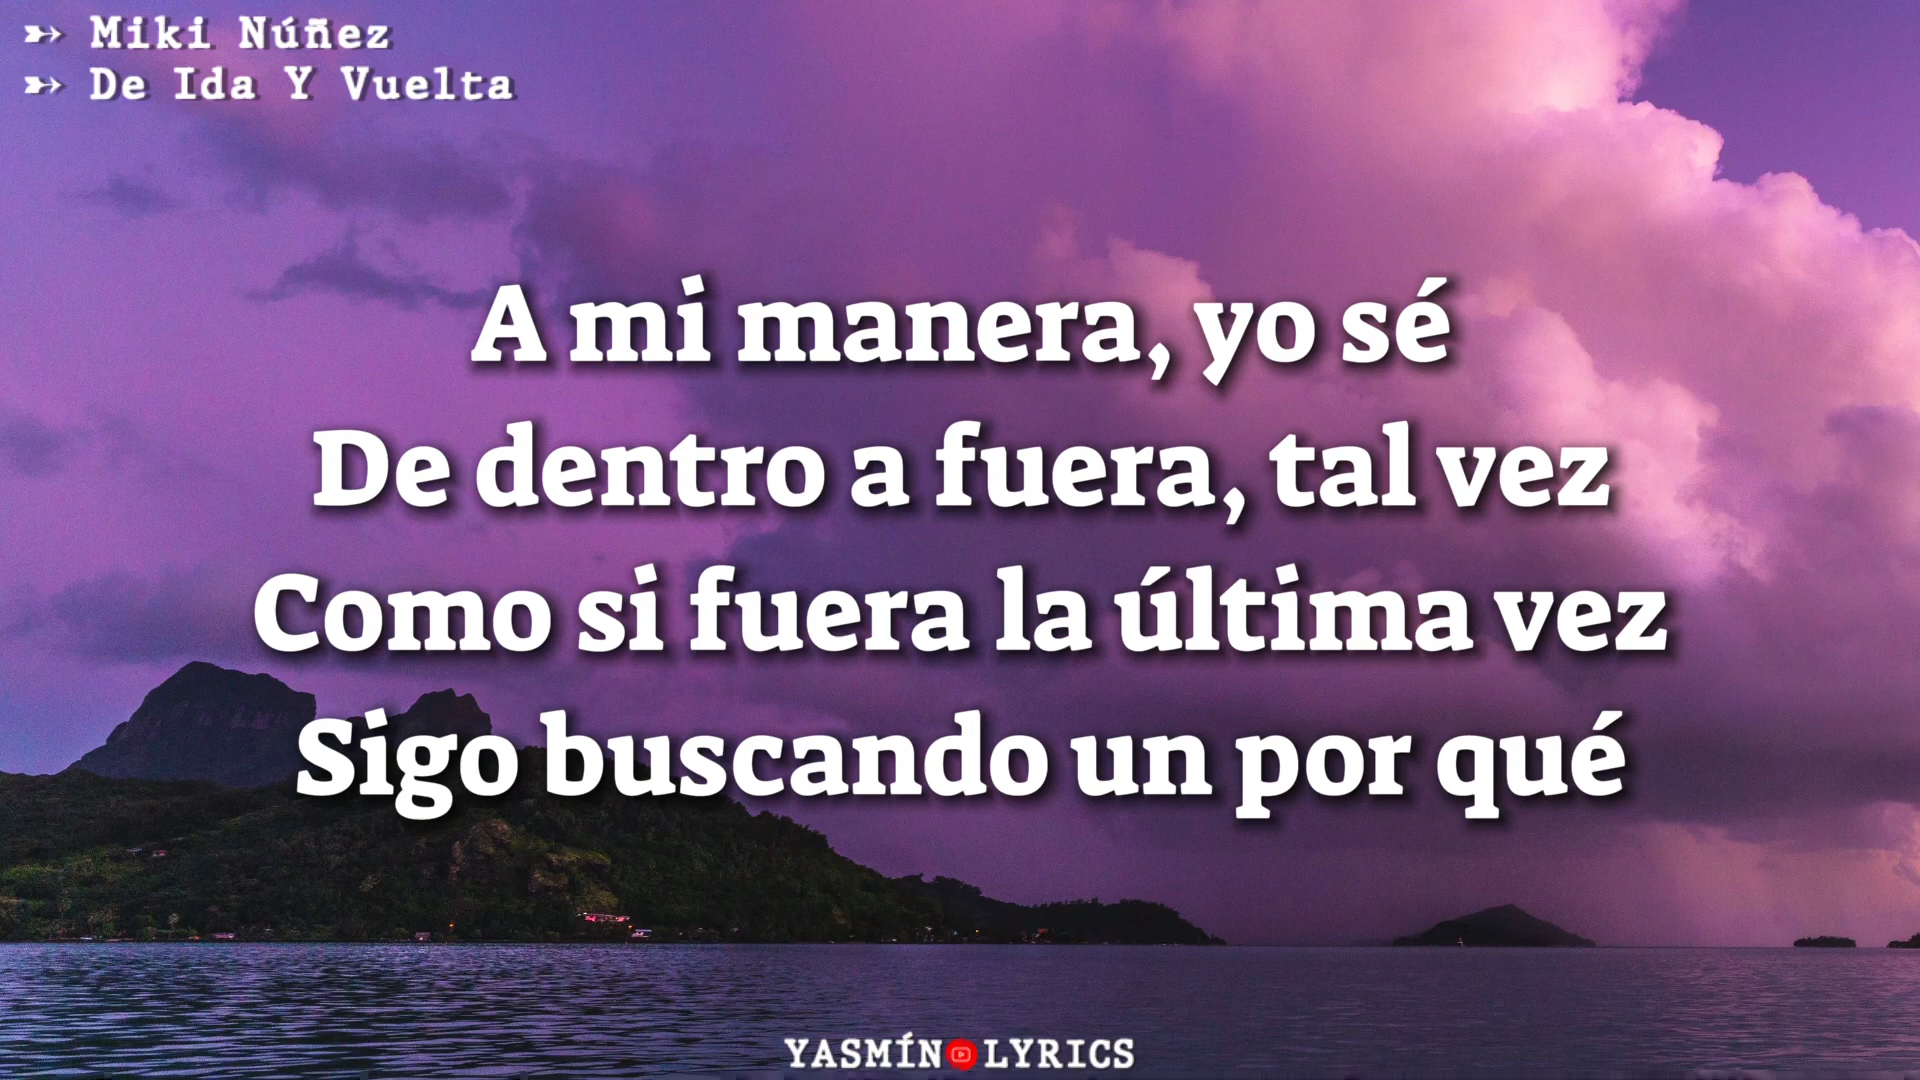 ➳ Miki Núñez
➳ De Ida Y Vuelta
A mi manera, yo sé
De dentro a fuera, tal vez
Como si fuera la última vez
Sigo buscando un por qué
YASMÍN LYRICS